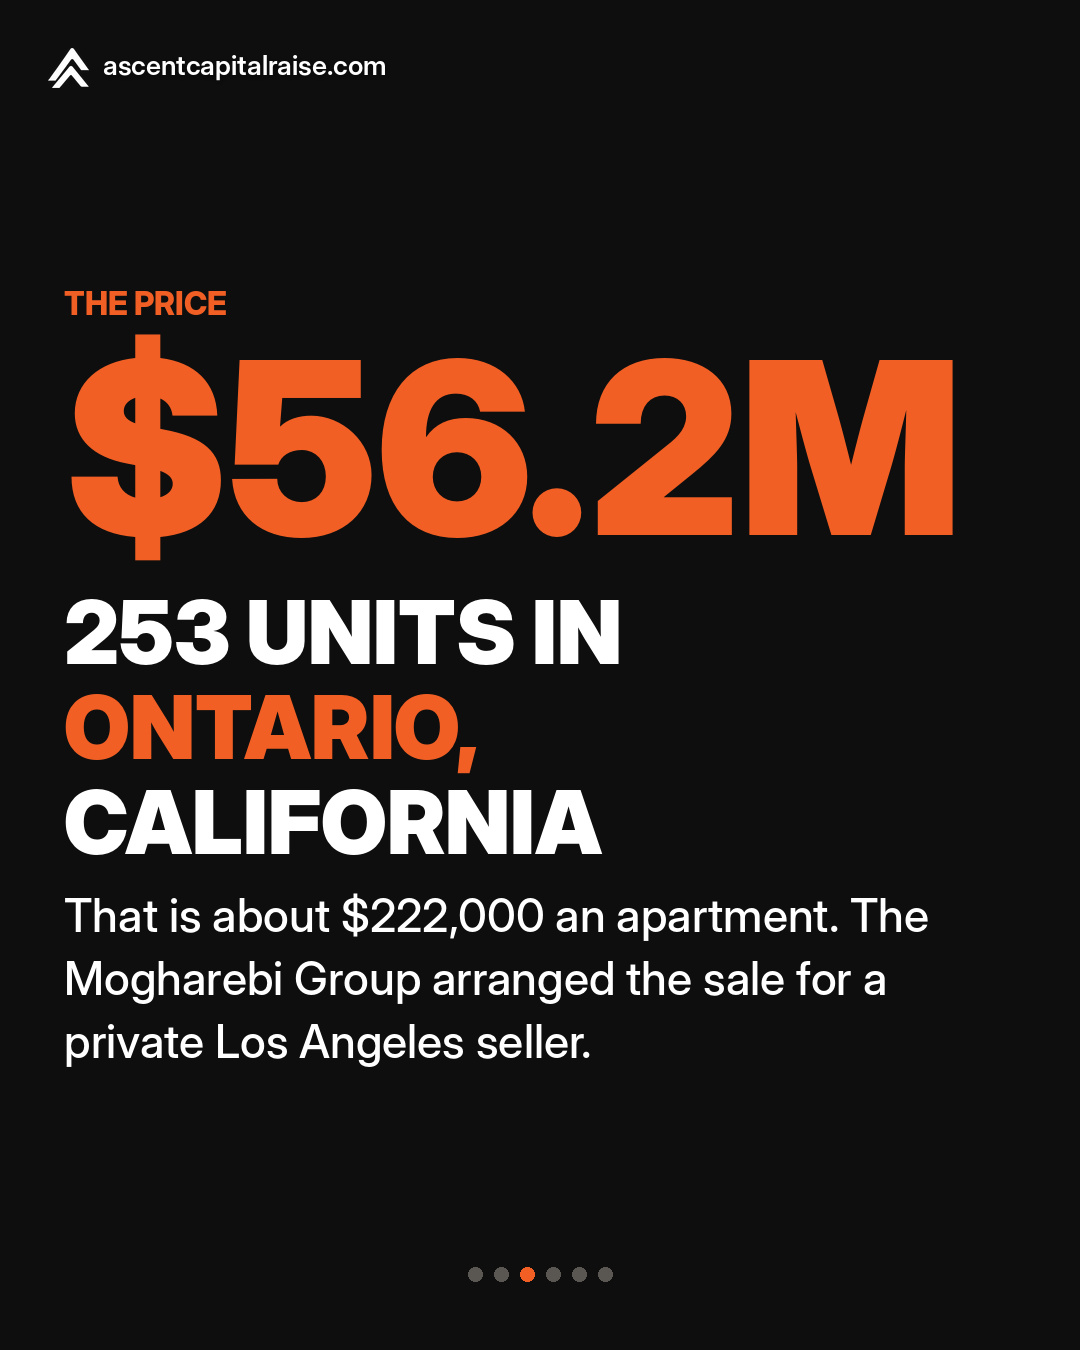 ascentcapitalraise.com
THE PRICE
$56.2M
253 UNITS IN
ONTARIO,
CALIFORNIA
That is about $222,000 an apartment. The
Mogharebi Group arranged the sale for a
private Los Angeles seller.